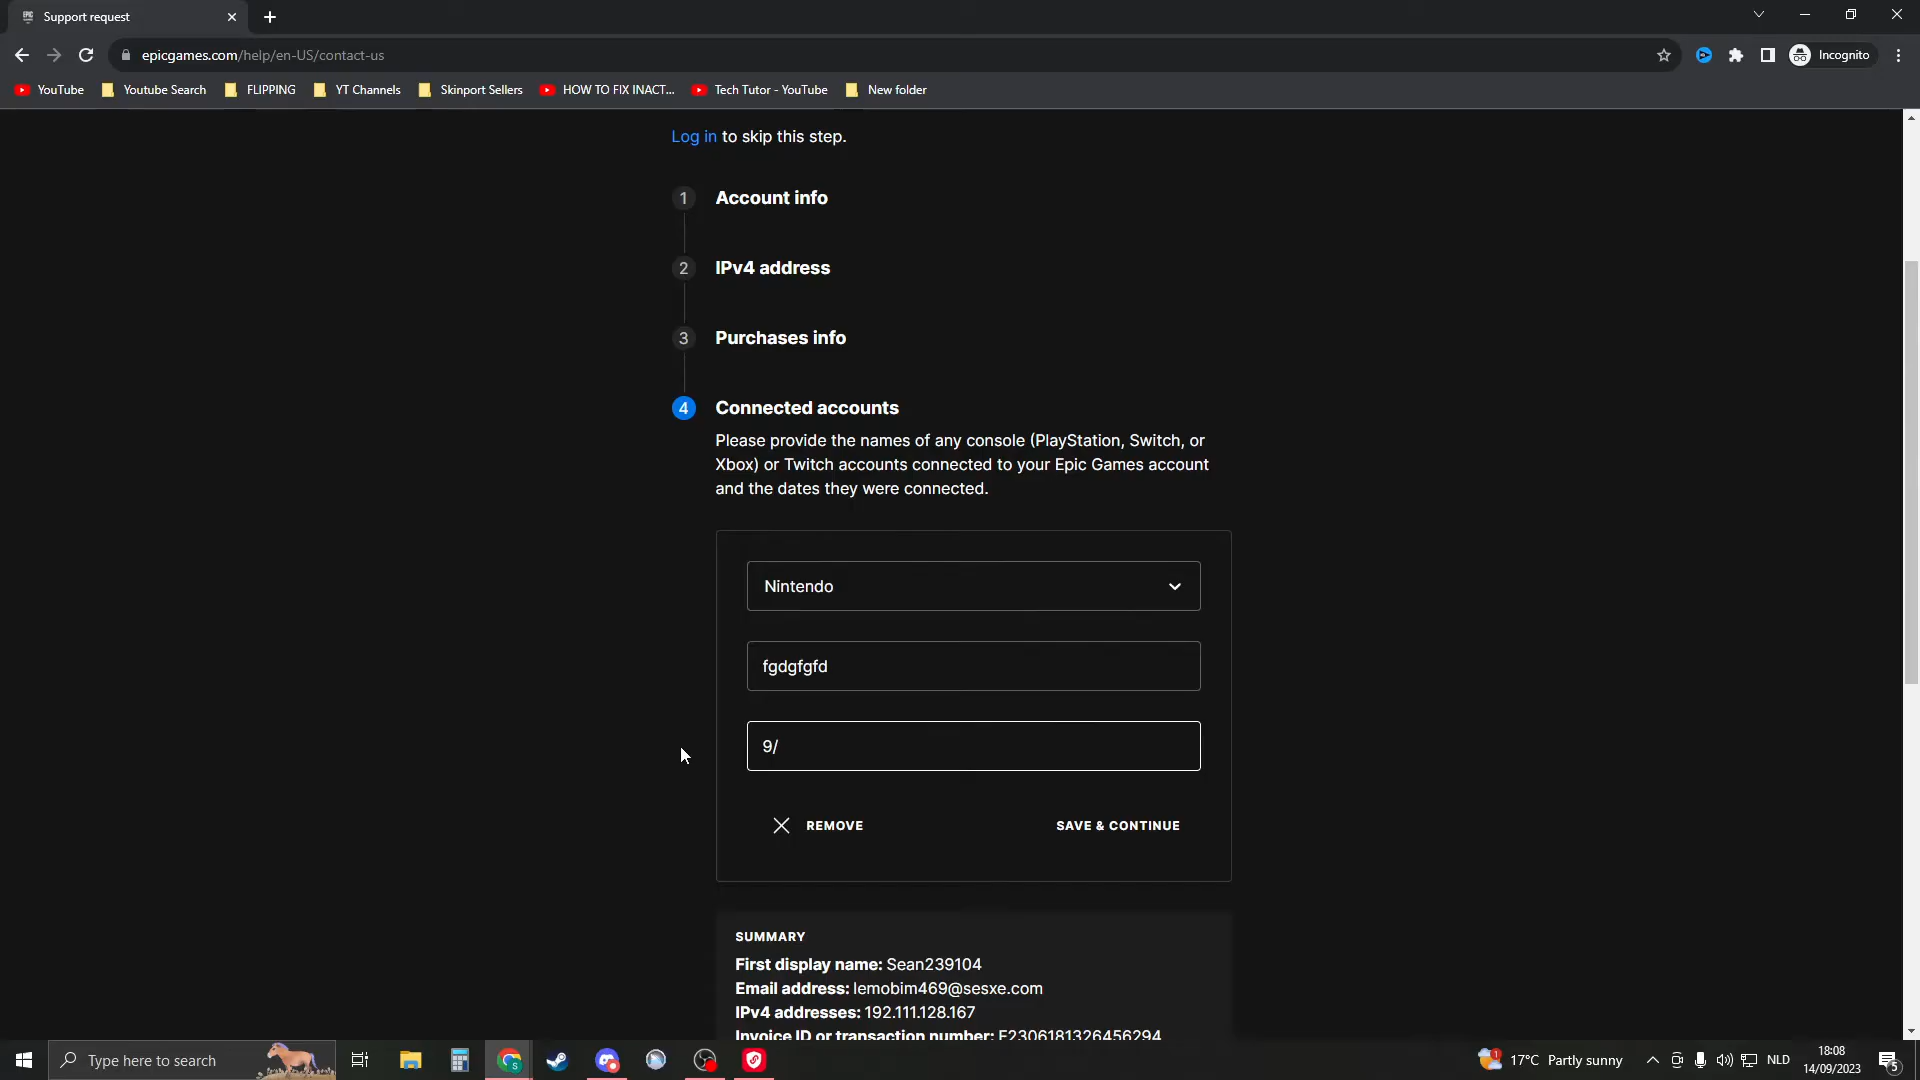 Support request
epicgames.com/help/en-US/contact-us
Incognito
YouTube
Youtube Search
FLIPPING
YT Channels
Skinport Sellers
HOW TO FIX INACT...
Tech Tutor - YouTube
New folder
Log in to skip this step.
1 Account info
2 IPv4 address
3 Purchases info
4 Connected accounts
Please provide the names of any console (PlayStation, Switch, or
Xbox) or Twitch accounts connected to your Epic Games account
and the dates they were connected.
Nintendo
fgdgfgfd
9/
REMOVE
SAVE & CONTINUE
SUMMARY
First display name: Sean239104
Email address: lemobim469@sesxe.com
IPv4 addresses: 192.111.128.167
Invoice ID or transaction number: F2306181326456294
Type here to search
17°C Partly sunny
NLD
18:08
14/09/2023
5